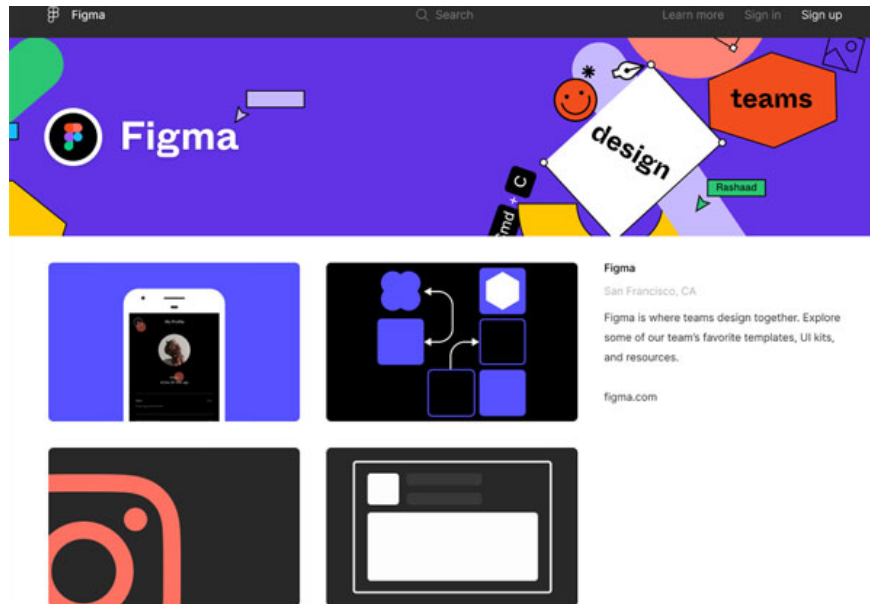 Figma
Search
Learn more
Sign in
Sign up
Figma
design
teams
Rashaad
Cmd + C
My Profile
Figma
San Francisco, CA
Figma is where teams design together. Explore
some of our team's favorite templates, UI kits,
and resources.
figma.com